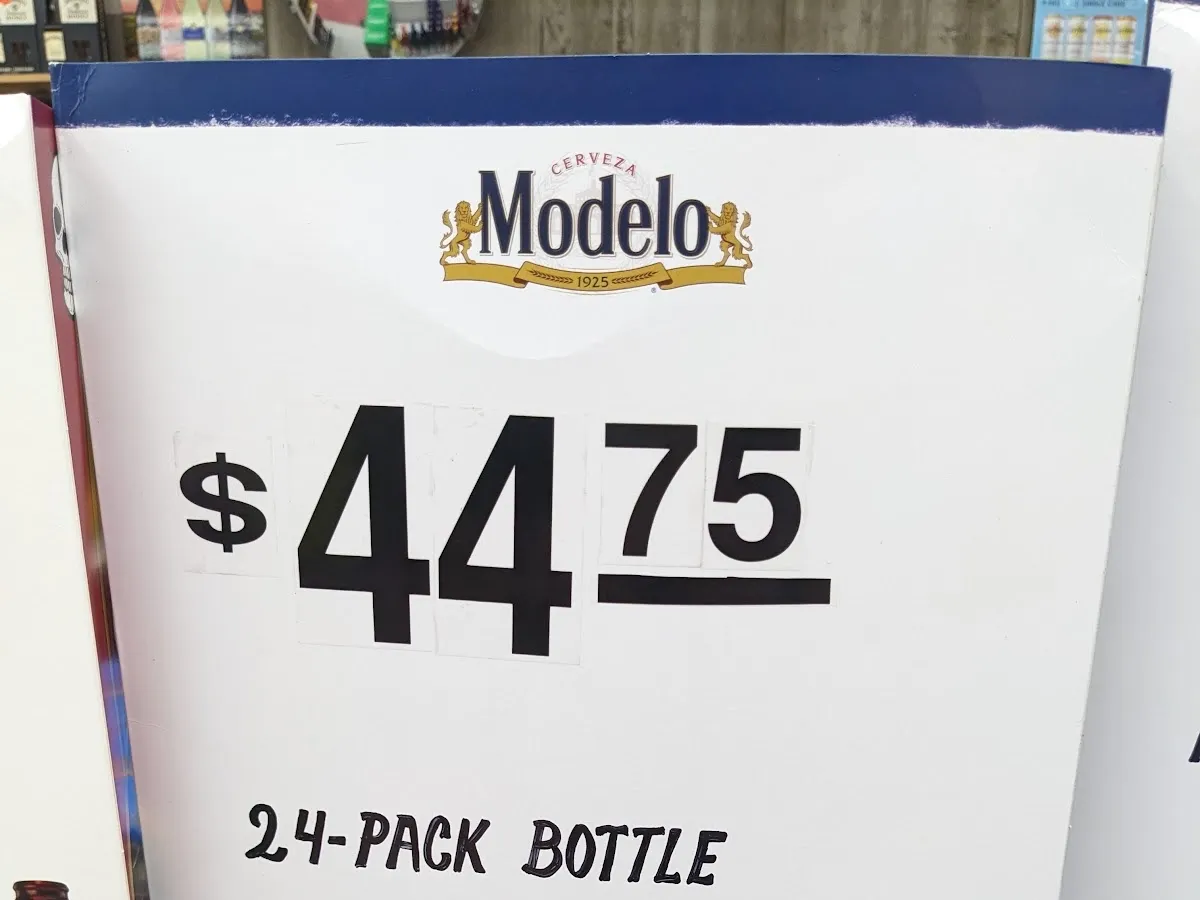 CERVEZA
Modelo
1925
$4475
24-PACK BOTTLE